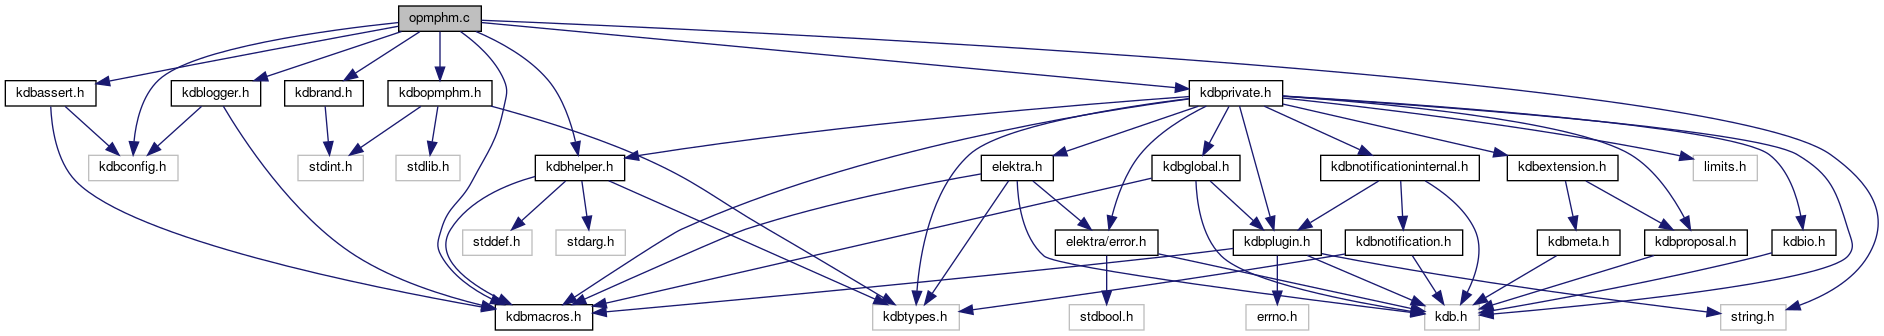 opmphm.c
kdbassert.h
kdblogger.h
kdbrand.h
kdbopmphm.h
kdbprivate.h
kdbconfig.h
stdint.h
stdlib.h
kdbhelper.h
elektra.h
kdbglobal.h
kdbnotificationinternal.h
kdbextension.h
limits.h
stddef.h
stdarg.h
elektra/error.h
kdbplugin.h
kdbnotification.h
kdbmeta.h
kdbproposal.h
kdbio.h
kdbmacros.h
kdbtypes.h
stdbool.h
errno.h
kdb.h
string.h